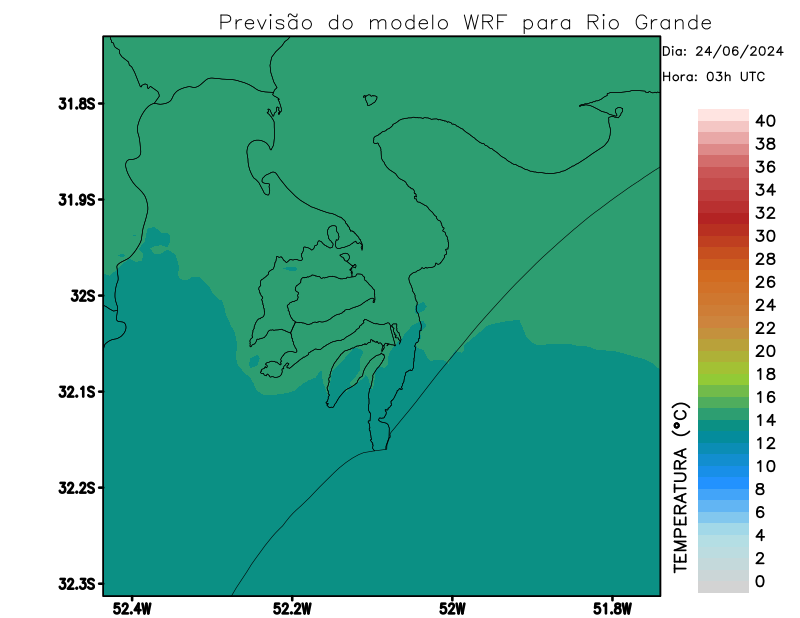 Previsão do modelo WRF para Rio Grande
Dia: 24/06/2024
Hora: 03h UTC
31.8S
31.9S
32S
32.1S
32.2S
32.3S
52.4W
52.2W
52W
51.8W
40
38
36
34
32
30
28
26
24
22
20
18
16
14
12
10
8
6
4
2
0
TEMPERATURA (°C)